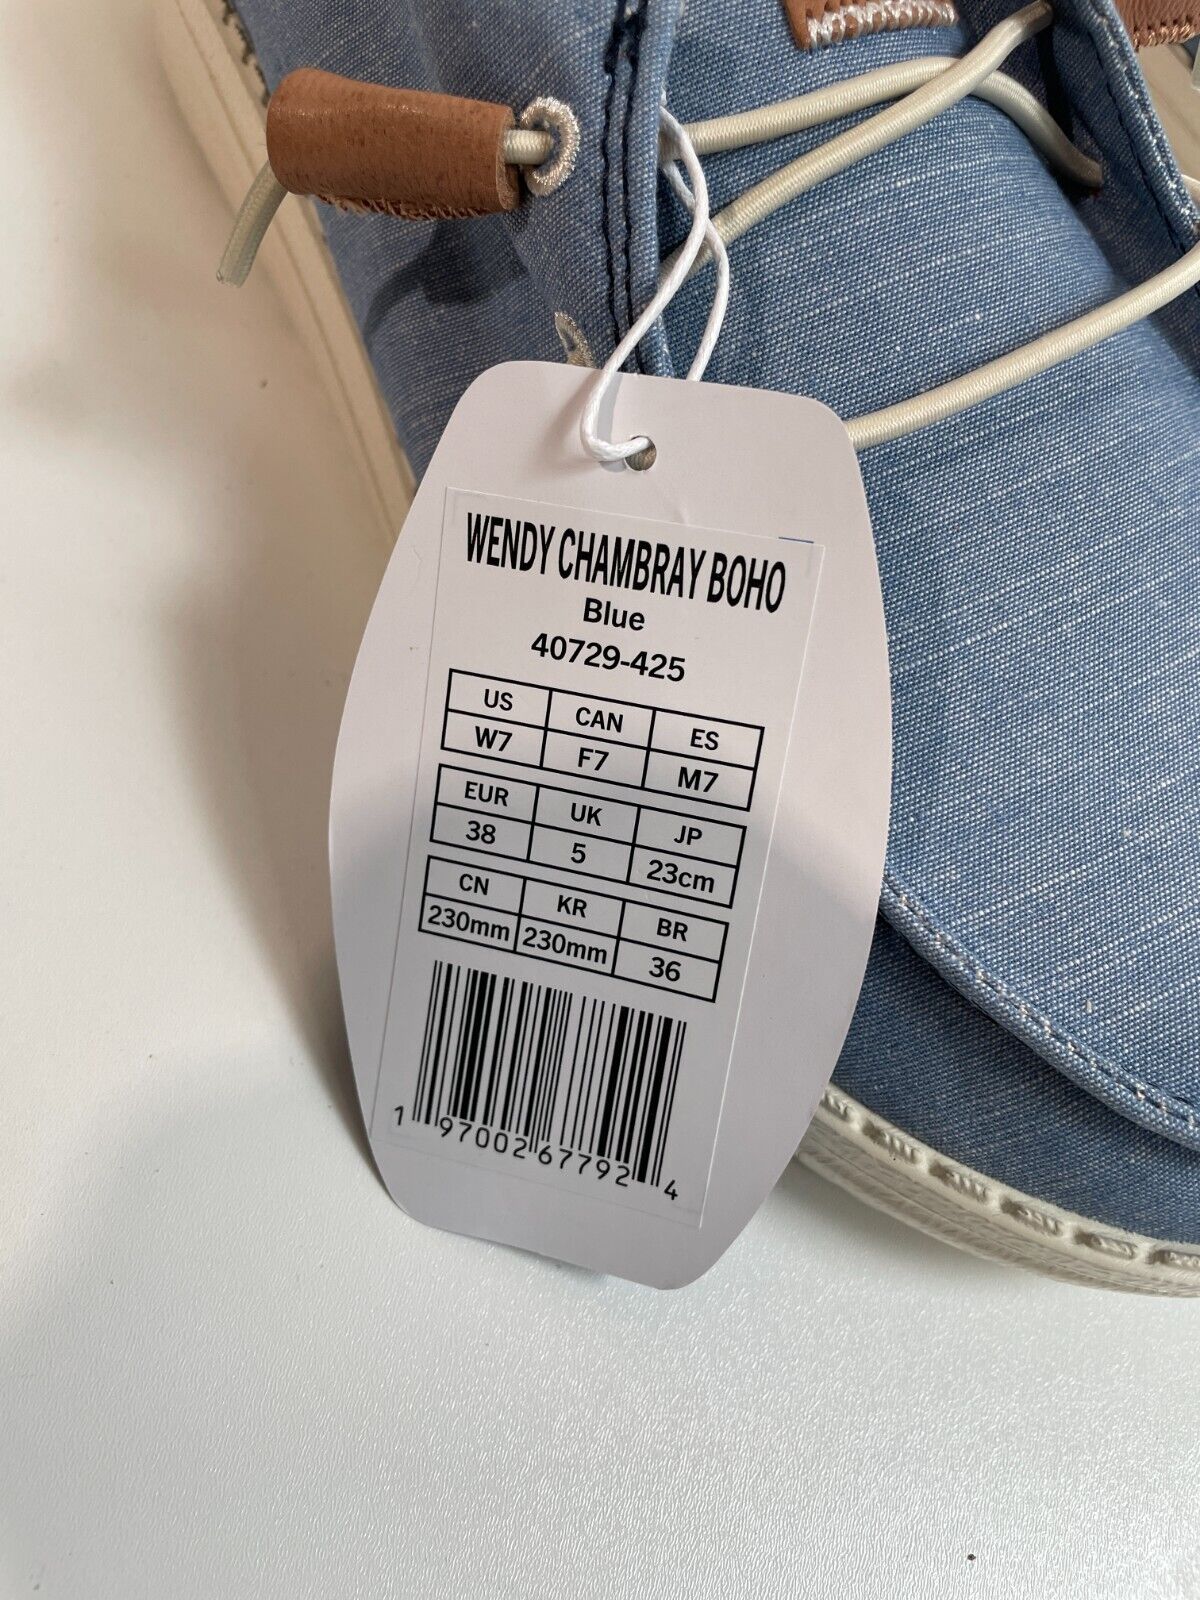 WENDY CHAMBRAY BOHO
Blue
40729-425
US CAN ES
W7 F7 M7
EUR UK JP
38 5 23cm
CN KR BR
230mm 230mm 36
1 97002 67792 4